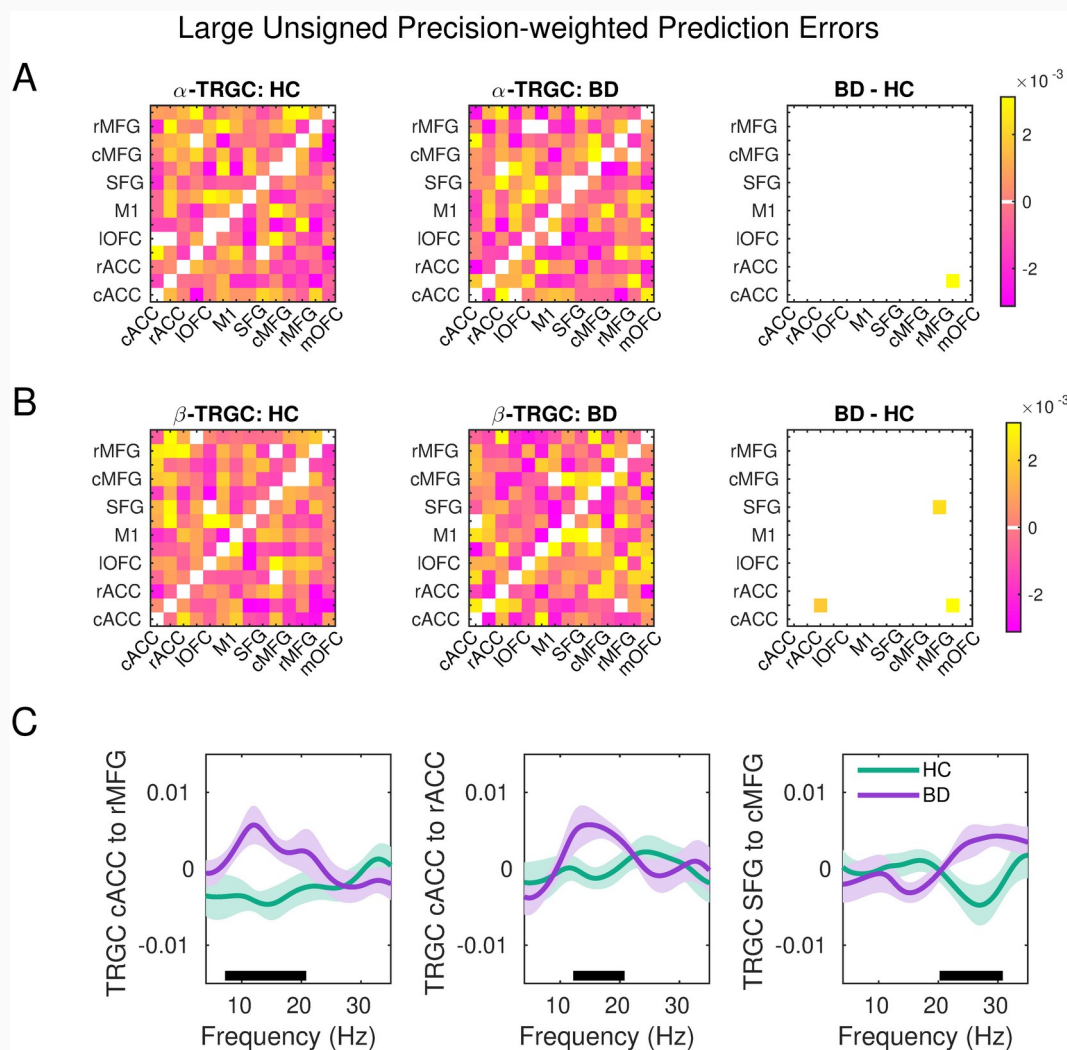 Large Unsigned Precision-weighted Prediction Errors
A
α-TRGC: HC
α-TRGC: BD
BD - HC
rMFG
cMFG
SFG
M1
lOFC
rACC
cACC
cACC
rACC
lOFC
M1
SFG
cMFG
rMFG
mOFC
rMFG
cMFG
SFG
M1
lOFC
rACC
cACC
cACC
rACC
lOFC
M1
SFG
cMFG
rMFG
mOFC
rMFG
cMFG
SFG
M1
lOFC
rACC
cACC
cACC
rACC
lOFC
M1
SFG
cMFG
rMFG
mOFC
×10⁻³
2
0
-2
B
β-TRGC: HC
β-TRGC: BD
BD - HC
rMFG
cMFG
SFG
M1
lOFC
rACC
cACC
cACC
rACC
lOFC
M1
SFG
cMFG
rMFG
mOFC
rMFG
cMFG
SFG
M1
lOFC
rACC
cACC
cACC
rACC
lOFC
M1
SFG
cMFG
rMFG
mOFC
rMFG
cMFG
SFG
M1
lOFC
rACC
cACC
cACC
rACC
lOFC
M1
SFG
cMFG
rMFG
mOFC
×10⁻³
2
0
-2
C
TRGC cACC to rMFG
0.01
0
-0.01
10 20 30
Frequency (Hz)
TRGC cACC to rACC
0.01
0
-0.01
10 20 30
Frequency (Hz)
TRGC SFG to cMFG
0.01
0
-0.01
HC
BD
10 20 30
Frequency (Hz)